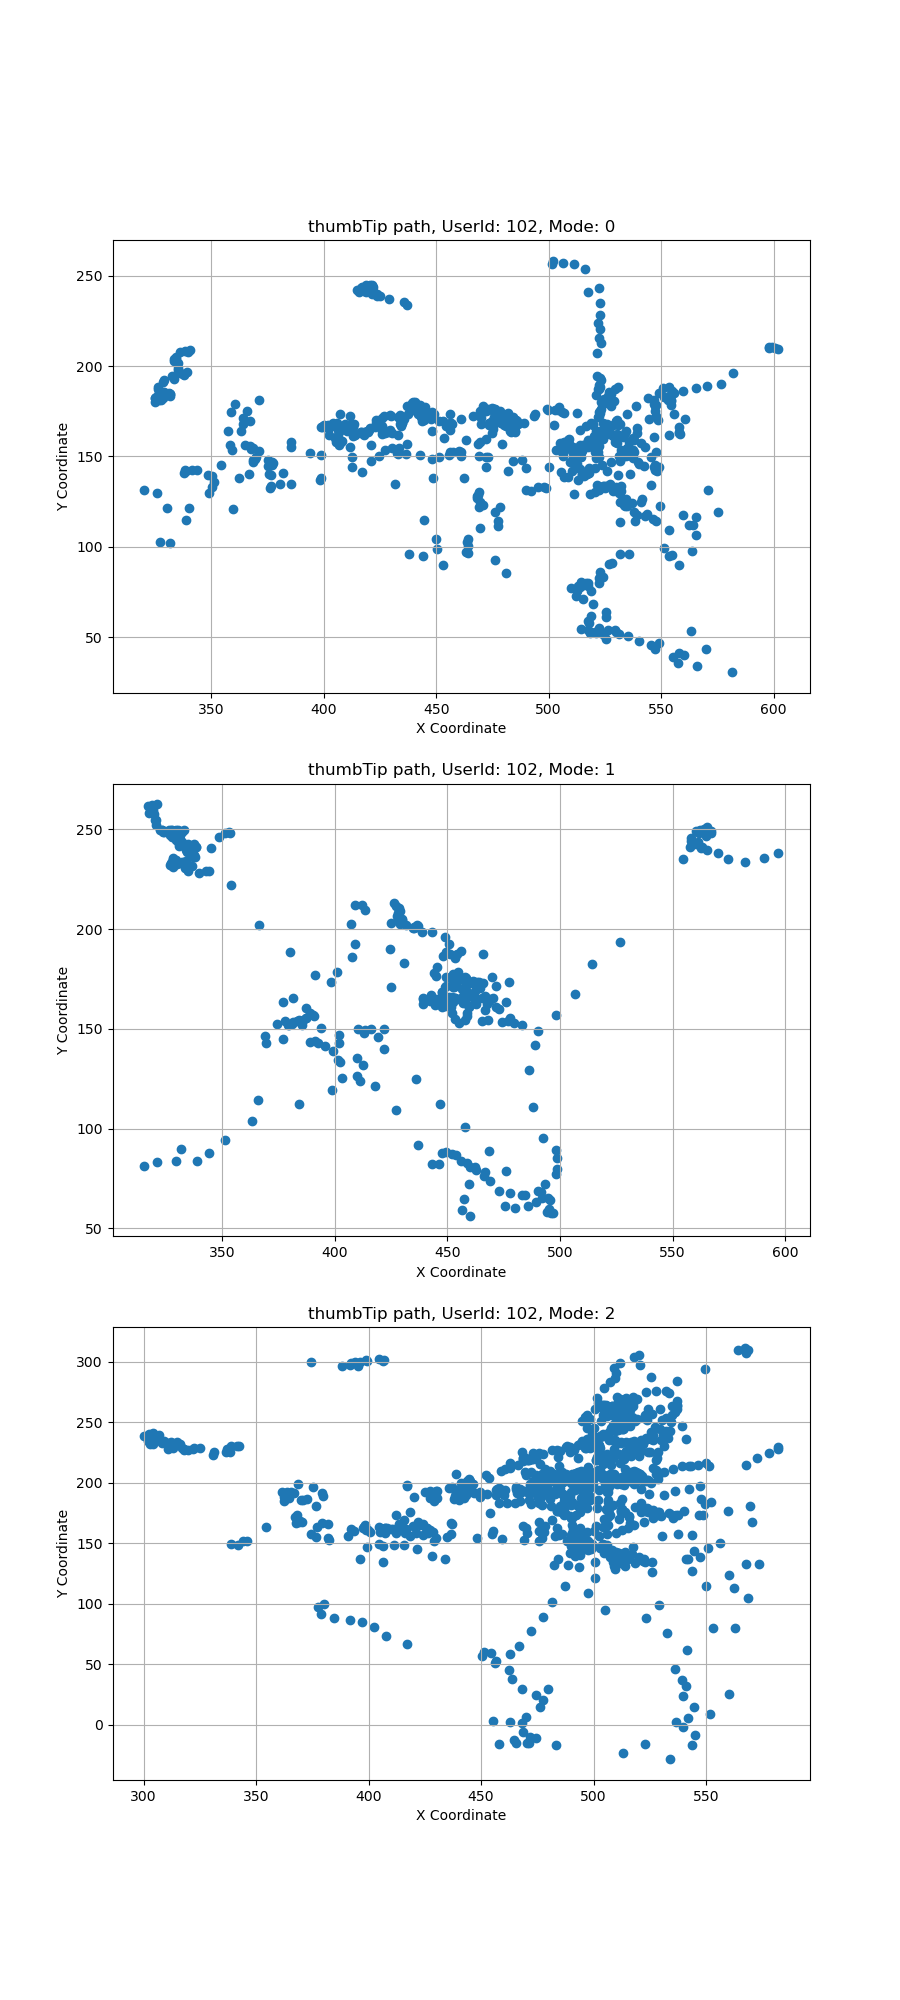 thumbTip path, UserId: 102, Mode: 0
250
200
150
100
50
Y Coordinate
350 400 450 500 550 600
X Coordinate
thumbTip path, UserId: 102, Mode: 1
250
200
150
100
50
Y Coordinate
350 400 450 500 550 600
X Coordinate
thumbTip path, UserId: 102, Mode: 2
300
250
200
150
100
50
0
Y Coordinate
300 350 400 450 500 550
X Coordinate